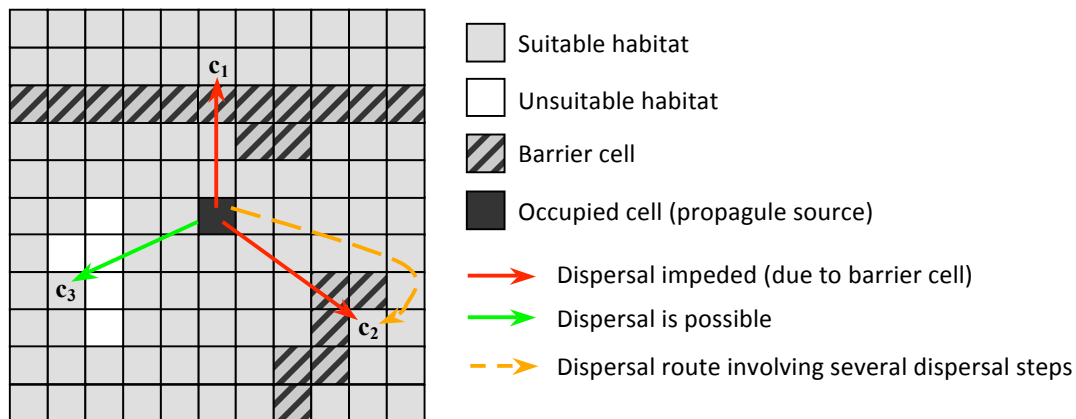 c1
c3
c2
Suitable habitat
Unsuitable habitat
Barrier cell
Occupied cell (propagule source)
Dispersal impeded (due to barrier cell)
Dispersal is possible
Dispersal route involving several dispersal steps